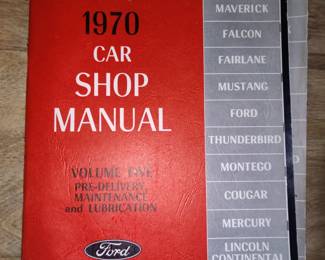 1970
CAR
SHOP
MANUAL
VOLUME FIVE
PRE-DELIVERY,
MAINTENANCE
and LUBRICATION
Ford
MAVERICK
FALCON
FAIRLANE
MUSTANG
FORD
THUNDERBIRD
MONTEGO
COUGAR
MERCURY
LINCOLN
CONTINENTAL